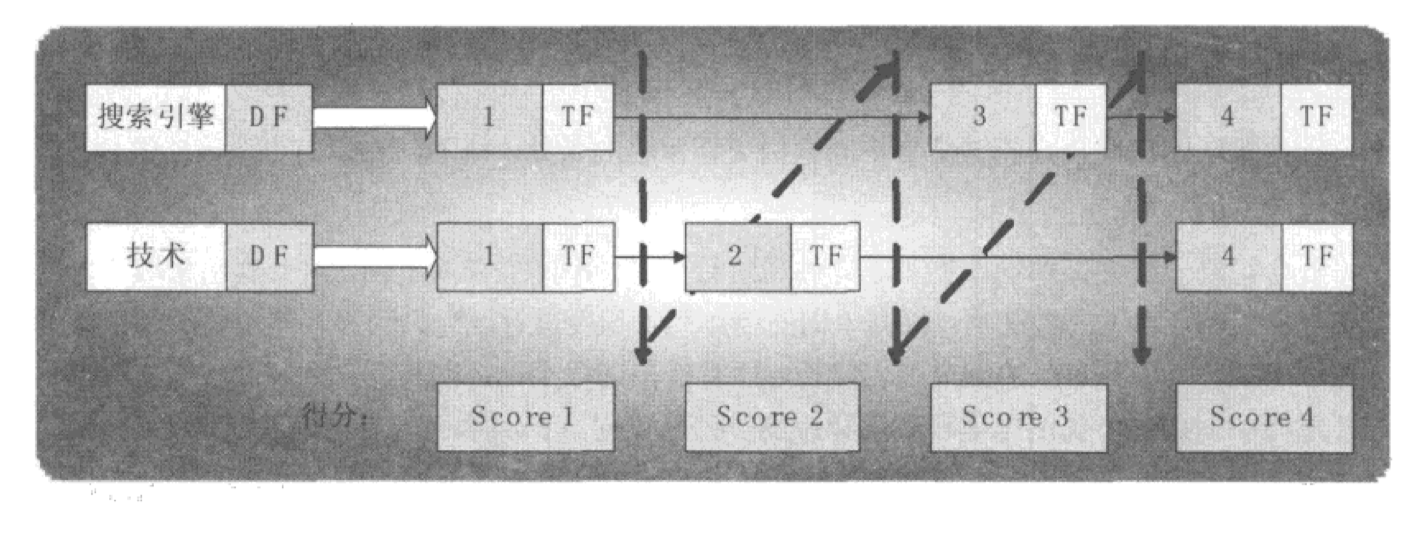 搜索引擎 DF 1 TF 3 TF 4 TF
技术 DF 1 TF 2 TF 4 TF
得分: Score 1 Score 2 Score 3 Score 4